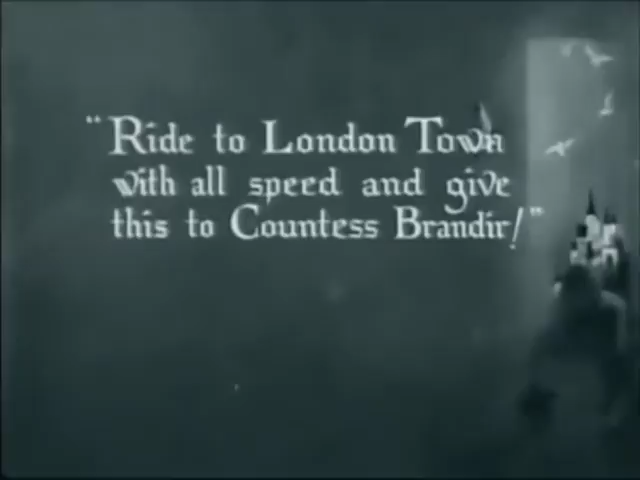 “Ride to London Town
with all speed and give
this to Countess Brandir!”